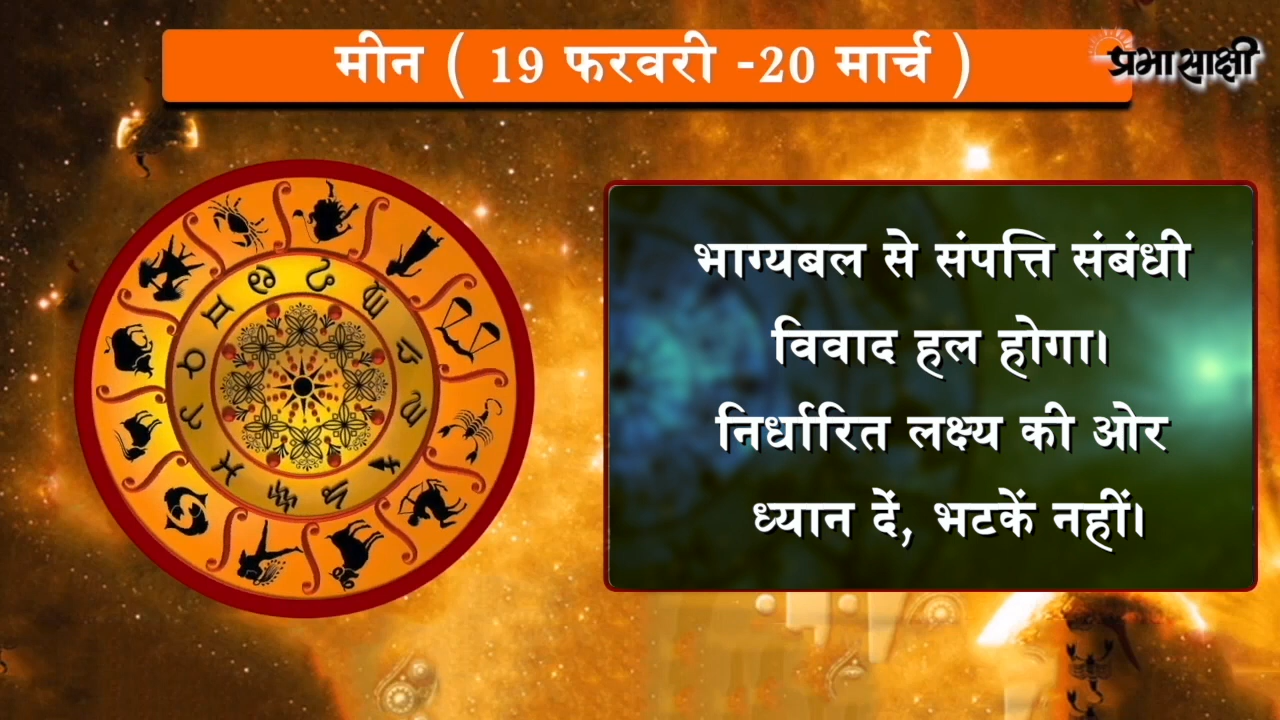 मीन ( 19 फरवरी -20 मार्च )
प्रभासाक्षी
भाग्यबल से संपत्ति संबंधी
विवाद हल होगा।
निर्धारित लक्ष्य की ओर
ध्यान दें, भटकें नहीं।